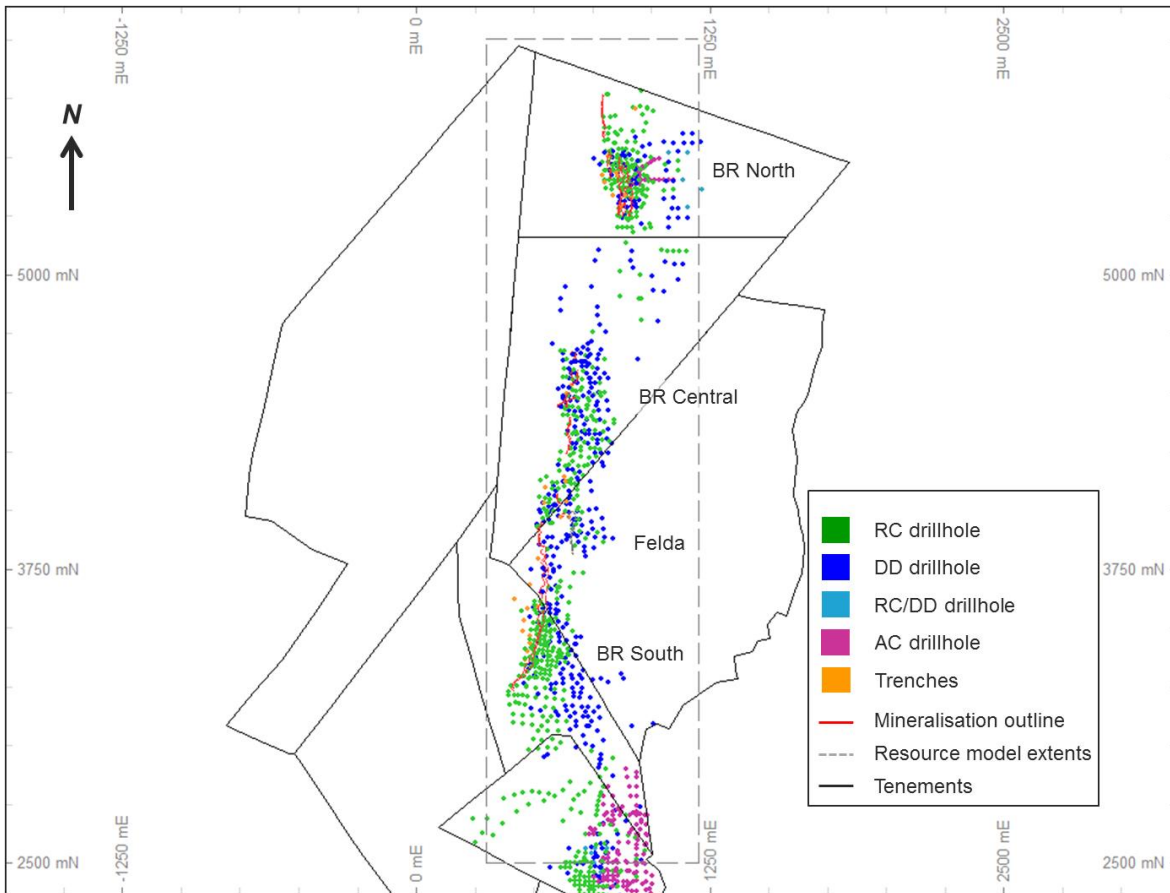 -1250 mE
0 mE
1250 mE
2500 mE
N
BR North
5000 mN
5000 mN
BR Central
Felda
3750 mN
3750 mN
BR South
RC drillhole
DD drillhole
RC/DD drillhole
AC drillhole
Trenches
Mineralisation outline
Resource model extents
Tenements
2500 mN
2500 mN
-1250 mE
0 mE
1250 mE
2500 mE